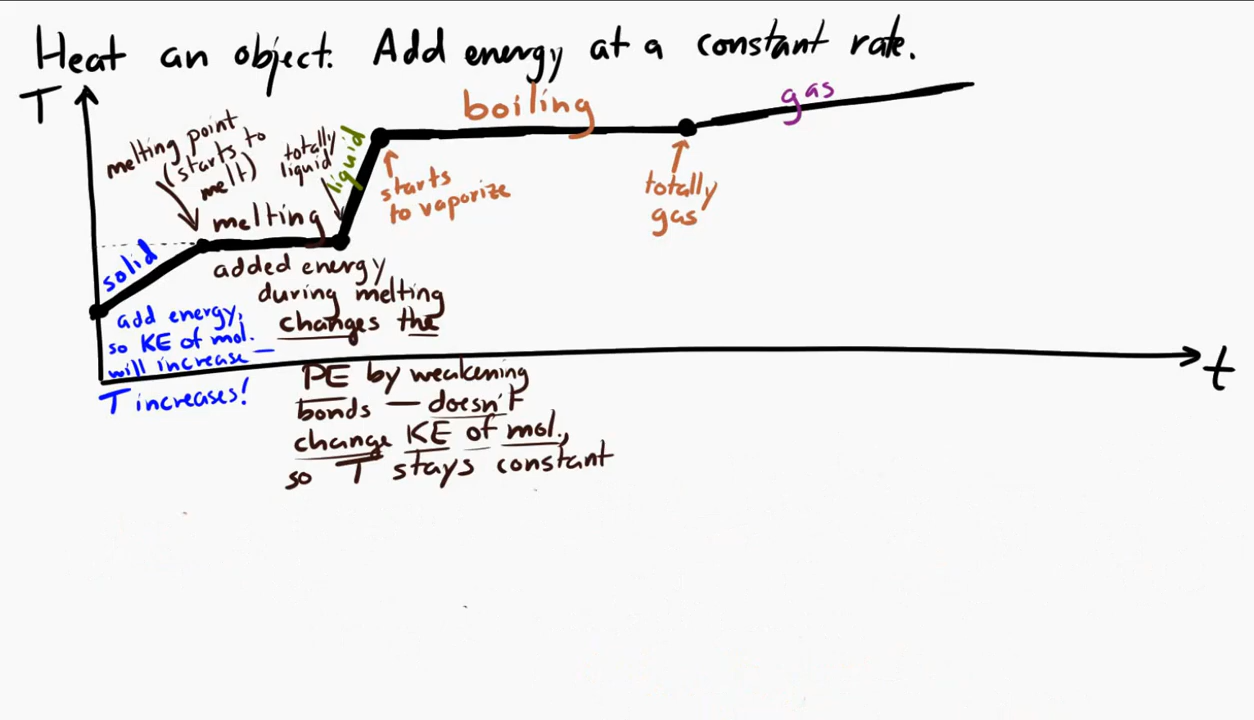 Heat an object. Add energy at a constant rate.
T
boiling
gas
melting point
(starts to
melt)
totally
liquid
liquid
starts
to vaporize
totally
gas
melting
solid
added energy
during melting
changes the
add energy,
so KE of mol.
will increase —
T increases!
t
PE by weakening
bonds — doesn't
change KE of mol.,
so T stays constant